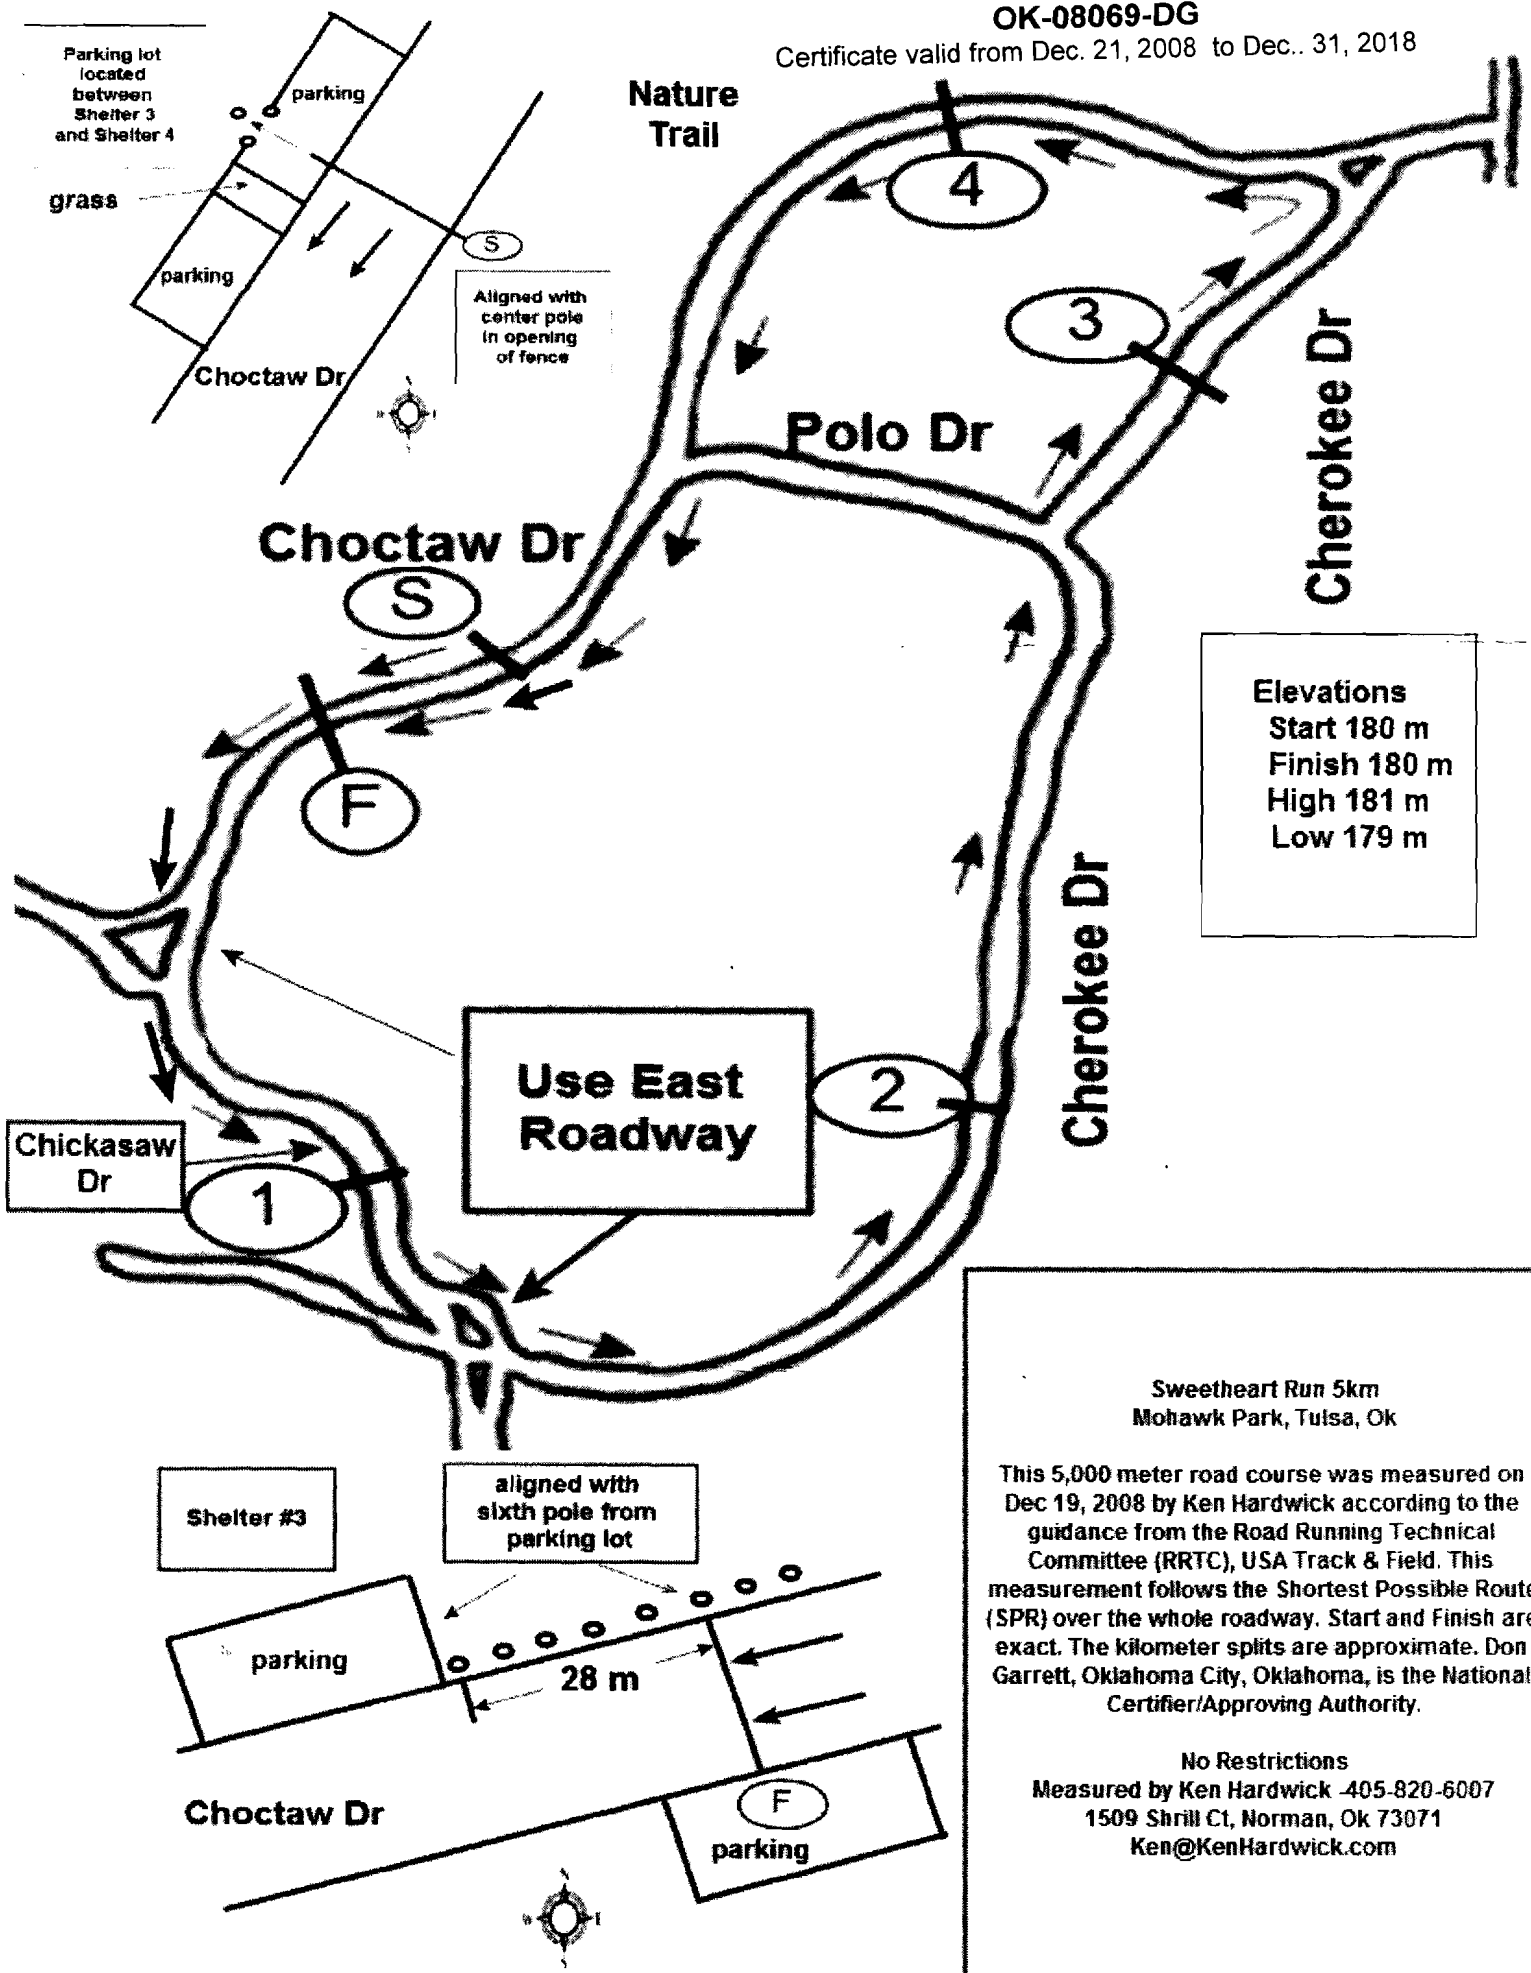 OK-08069-DG
Certificate valid from Dec. 21, 2008 to Dec.. 31, 2018
Parking lot
located
between
Shelter 3
and Shelter 4
parking
grass
parking
S
Aligned with
center pole
in opening
of fence
Choctaw Dr
Nature
Trail
4
3
Polo Dr
Cherokee Dr
Choctaw Dr
S
F
Elevations
Start 180 m
Finish 180 m
High 181 m
Low 179 m
Cherokee Dr
Use East
Roadway
2
Chickasaw
Dr
1
Sweetheart Run 5km
Mohawk Park, Tulsa, Ok
This 5,000 meter road course was measured on
Dec 19, 2008 by Ken Hardwick according to the
guidance from the Road Running Technical
Committee (RRTC), USA Track & Field. This
measurement follows the Shortest Possible Route
(SPR) over the whole roadway. Start and Finish are
exact. The kilometer splits are approximate. Don
Garrett, Oklahoma City, Oklahoma, is the National
Certifier/Approving Authority.
No Restrictions
Measured by Ken Hardwick -405-820-6007
1509 Shrill Ct, Norman, Ok 73071
Ken@KenHardwick.com
Shelter #3
aligned with
sixth pole from
parking lot
parking
28 m
Choctaw Dr
F
parking